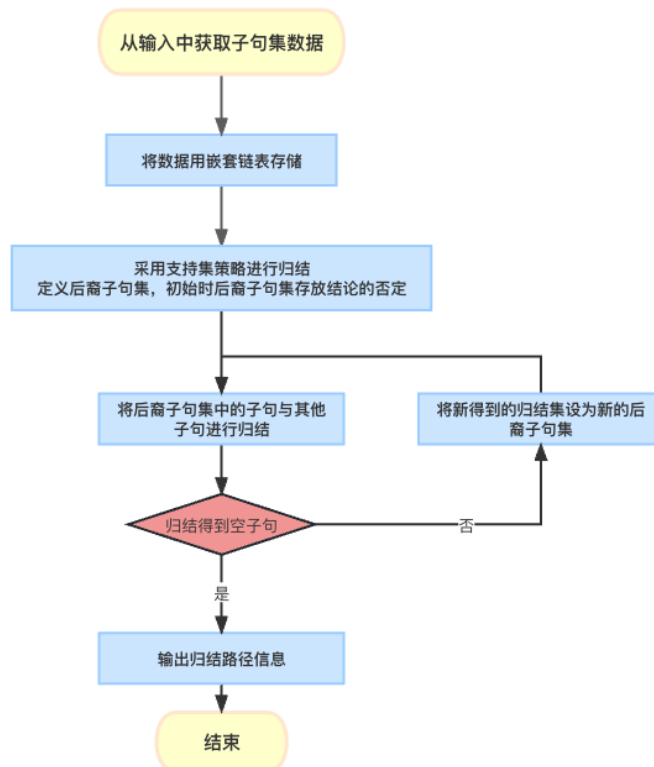 从输入中获取子句集数据
将数据用嵌套链表存储
采用支持集策略进行归结
定义后裔子句集，初始时后裔子句集存放结论的否定
将后裔子句集中的子句与其他
子句进行归结
将新得到的归结集设为新的后
裔子句集
归结得到空子句
否
是
输出归结路径信息
结束